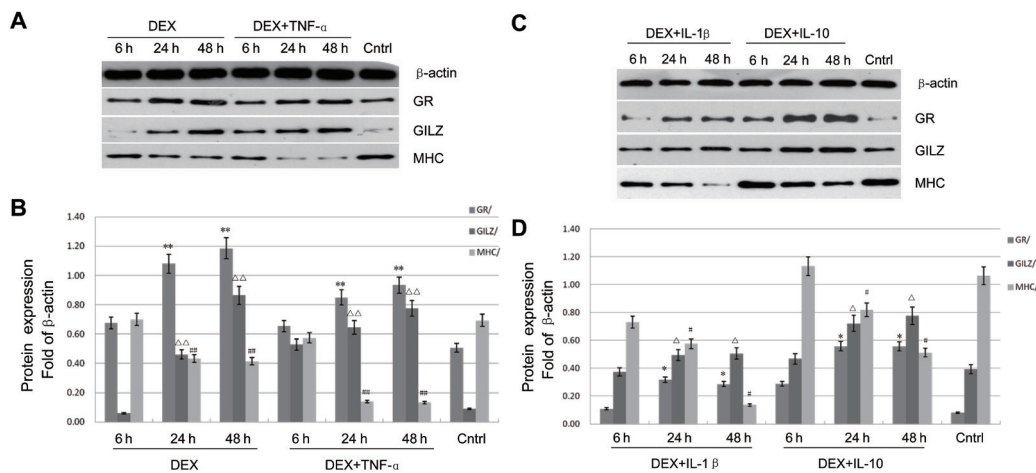 A
DEX
DEX+TNF-α
6 h 24 h 48 h 6 h 24 h 48 h Cntrl
β-actin
GR
GILZ
MHC
B
GR/
GILZ/
MHC/
Protein expression
Fold of β-actin
1.40
1.20
1.00
0.80
0.60
0.40
0.20
0.00
**
**
△△
△△
##
##
**
**
△△
△△
##
##
6 h 24 h 48 h 6 h 24 h 48 h Cntrl
DEX
DEX+TNF-α
C
DEX+IL-1β
DEX+IL-10
6 h 24 h 48 h 6 h 24 h 48 h Cntrl
β-actin
GR
GILZ
MHC
D
GR/
GILZ/
MHC/
Protein expression
Fold of β-actin
1.40
1.20
1.00
0.80
0.60
0.40
0.20
0.00
*
△
#
*
△
#
*
△
#
*
△
#
6 h 24 h 48 h 6 h 24 h 48 h Cntrl
DEX+IL-1 β
DEX+IL-10